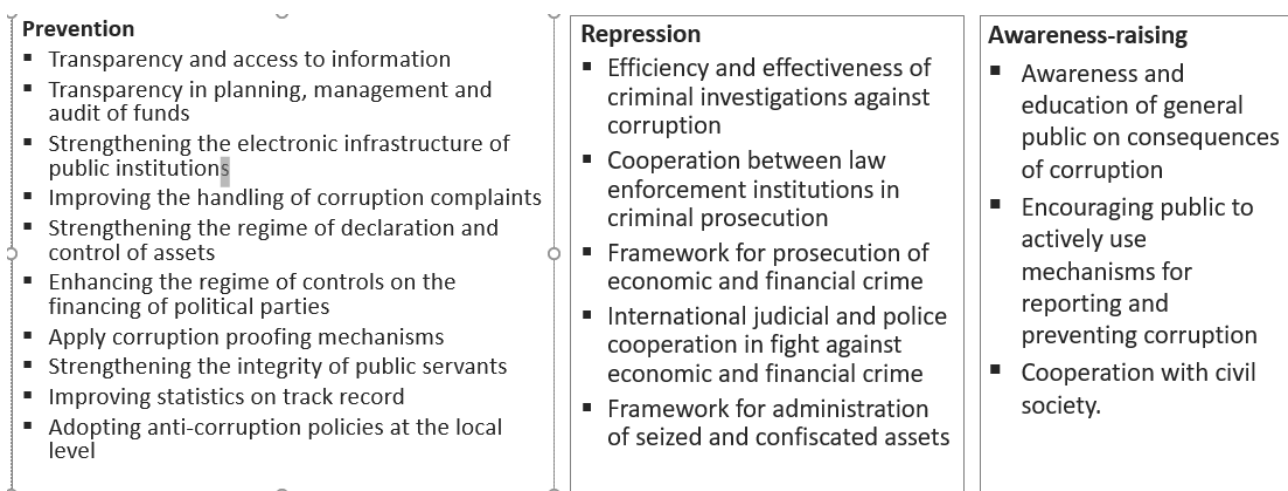 Prevention
▪ Transparency and access to information
▪ Transparency in planning, management and
audit of funds
▪ Strengthening the electronic infrastructure of
public institutions
▪ Improving the handling of corruption complaints
▪ Strengthening the regime of declaration and
control of assets
▪ Enhancing the regime of controls on the
financing of political parties
▪ Apply corruption proofing mechanisms
▪ Strengthening the integrity of public servants
▪ Improving statistics on track record
▪ Adopting anti-corruption policies at the local
level
Repression
▪ Efficiency and effectiveness of
criminal investigations against
corruption
▪ Cooperation between law
enforcement institutions in
criminal prosecution
▪ Framework for prosecution of
economic and financial crime
▪ International judicial and police
cooperation in fight against
economic and financial crime
▪ Framework for administration
of seized and confiscated assets
Awareness-raising
▪ Awareness and
education of general
public on consequences
of corruption
▪ Encouraging public to
actively use
mechanisms for
reporting and
preventing corruption
▪ Cooperation with civil
society.